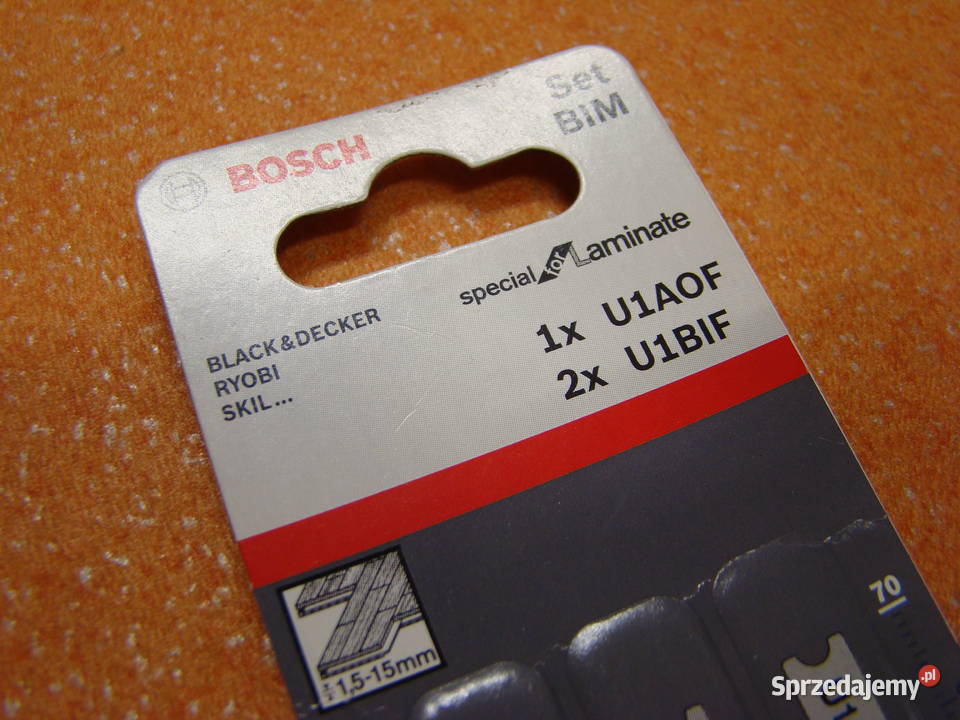 BOSCH
Set
BIM
special for Laminate
BLACK&DECKER
RYOBI
SKIL...
1x U1AOF
2x U1BIF
1,5-15mm
70
U1
Sprzedajemy.pl